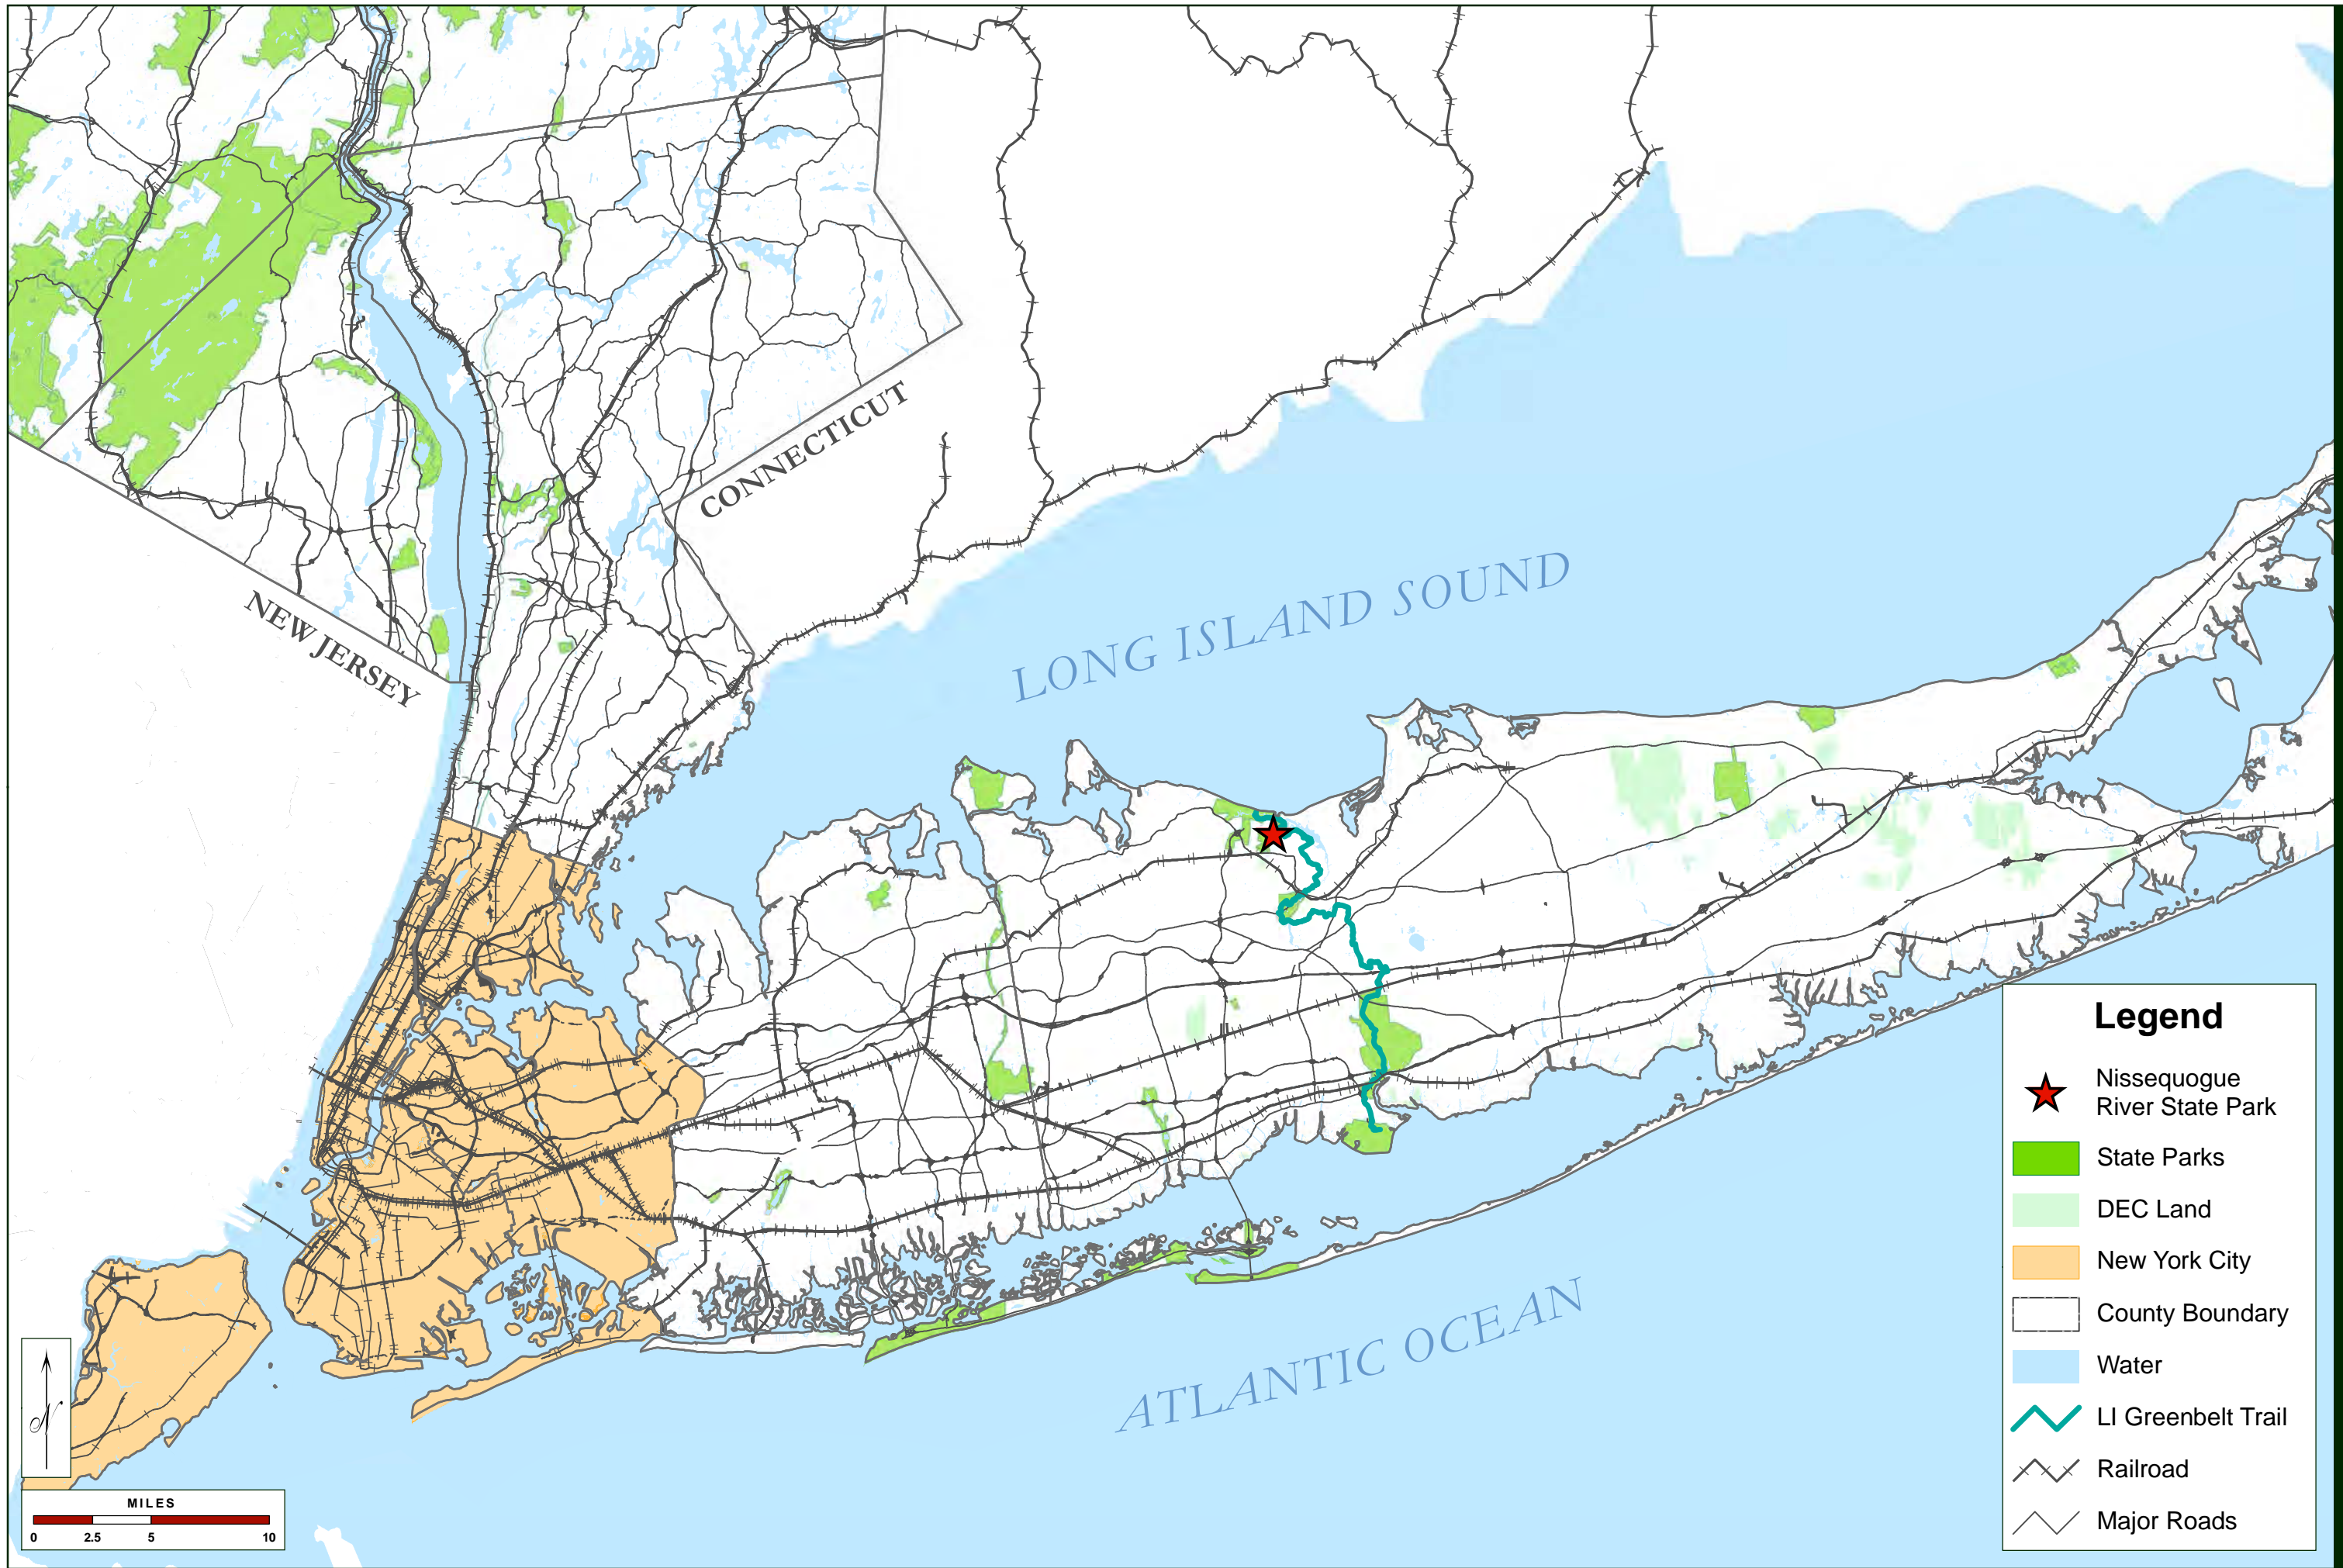 CONNECTICUT
NEW JERSEY
LONG ISLAND SOUND
ATLANTIC OCEAN
N
MILES
0 2.5 5 10
Legend
Nissequogue
River State Park
State Parks
DEC Land
New York City
County Boundary
Water
LI Greenbelt Trail
Railroad
Major Roads